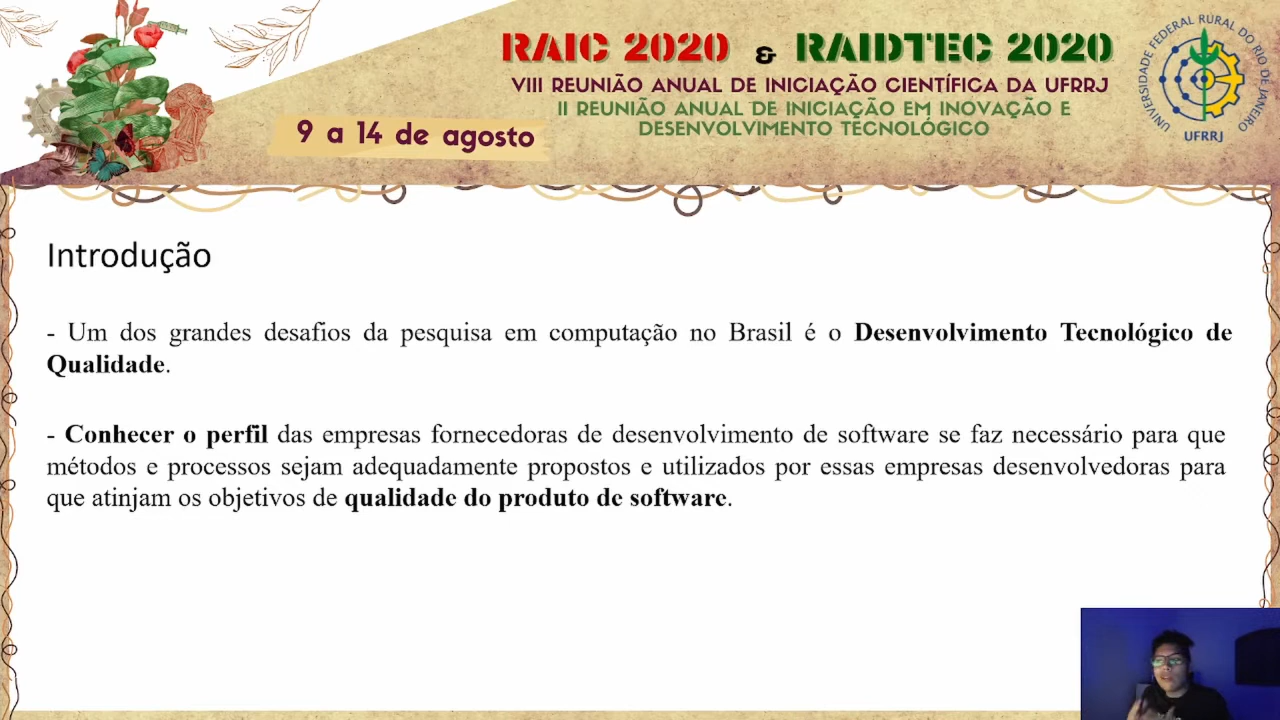 RAIC 2020 & RAIDTEC 2020
VIII REUNIÃO ANUAL DE INICIAÇÃO CIENTÍFICA DA UFRRJ
II REUNIÃO ANUAL DE INICIAÇÃO EM INOVAÇÃO E
DESENVOLVIMENTO TECNOLÓGICO
9 a 14 de agosto
UNIVERSIDADE FEDERAL RURAL DO RIO DE JANEIRO
UFRRJ
Introdução
- Um dos grandes desafios da pesquisa em computação no Brasil é o Desenvolvimento Tecnológico de
Qualidade.
- Conhecer o perfil das empresas fornecedoras de desenvolvimento de software se faz necessário para que
métodos e processos sejam adequadamente propostos e utilizados por essas empresas desenvolvedoras para
que atinjam os objetivos de qualidade do produto de software.